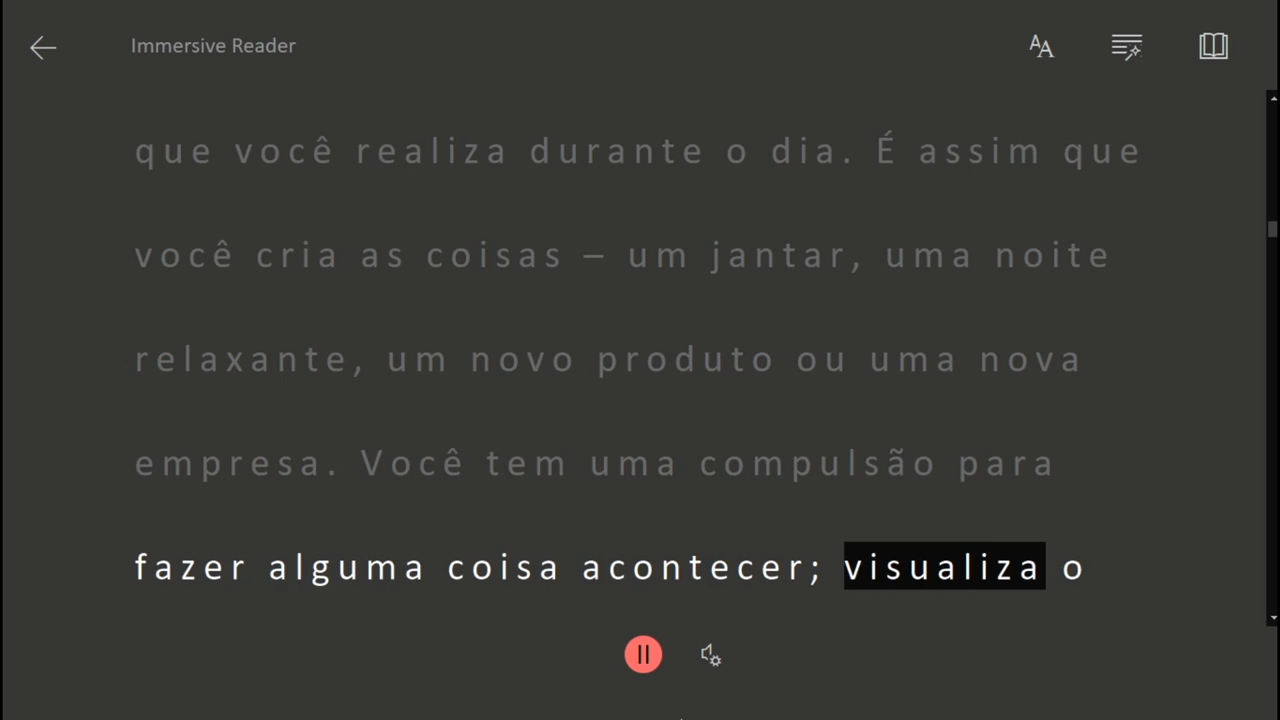 Immersive Reader
que você realiza durante o dia. É assim que
você cria as coisas – um jantar, uma noite
relaxante, um novo produto ou uma nova
empresa. Você tem uma compulsão para
fazer alguma coisa acontecer; visualiza o